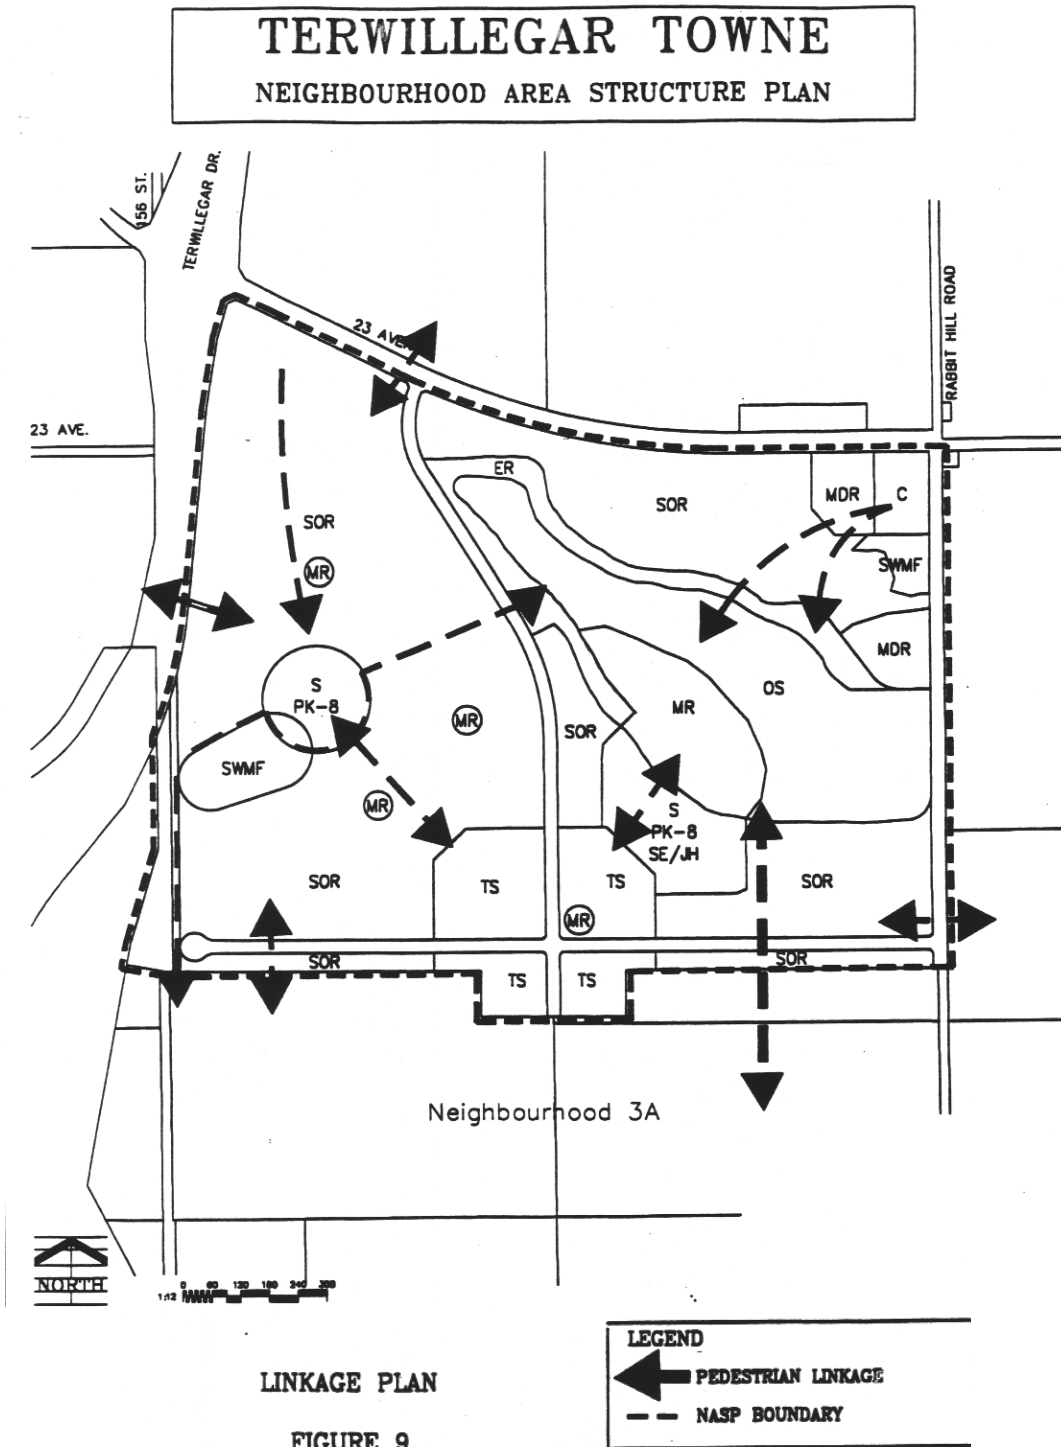 TERWILLEGAR TOWNE
NEIGHBOURHOOD AREA STRUCTURE PLAN
156 ST.
TERWILLEGAR DR.
23 AVE.
RABBIT HILL ROAD
23 AVE.
ER
SOR
MDR
C
SOR
SWMF
MR
MDR
S
PK-8
OS
MR
MR
SOR
SWMF
MR
S
PK-8
SE/JH
SOR
TS
TS
SOR
MR
SOR
SOR
TS
TS
Neighbourhood 3A
NORTH
1:12
0 60 120 180 240 300
LEGEND
PEDESTRIAN LINKAGE
NASP BOUNDARY
LINKAGE PLAN
FIGURE 9